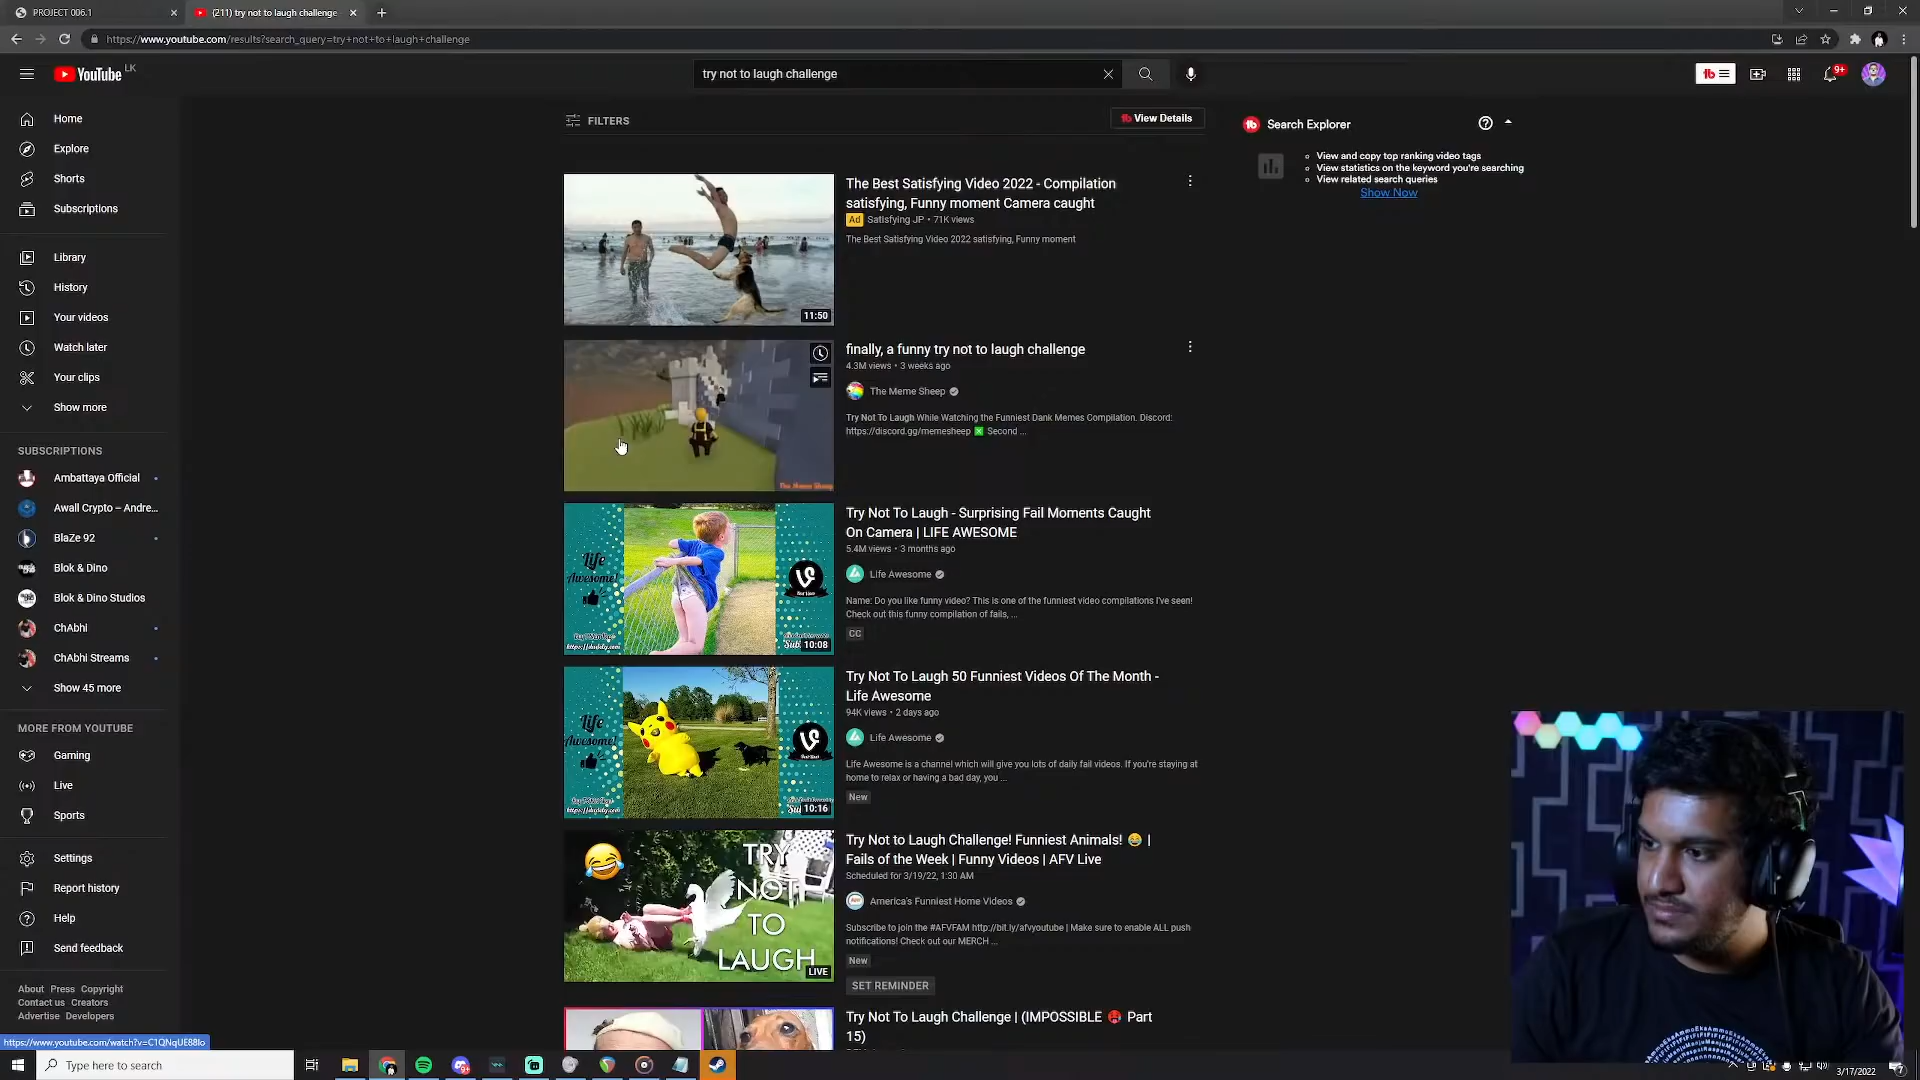 PROJECT 006.1
(211) try not to laugh challenge
https://www.youtube.com/results?search_query=try+not+to+laugh+challenge
YouTube LK
try not to laugh challenge
9+
Home
Explore
Shorts
Subscriptions
Library
History
Your videos
Watch later
Your clips
Show more
SUBSCRIPTIONS
Ambattaya Official
Awall Crypto – Andre...
BlaZe 92
Blok & Dino
Blok & Dino Studios
ChAbhi
ChAbhi Streams
Show 45 more
MORE FROM YOUTUBE
Gaming
Live
Sports
Settings
Report history
Help
Send feedback
About Press Copyright
Contact us Creators
Advertise Developers
https://www.youtube.com/watch?v=C1QNqUE88Io
FILTERS
View Details
11:50
The Best Satisfying Video 2022 - Compilation
satisfying, Funny moment Camera caught
Ad Satisfying JP • 71K views
The Best Satisfying Video 2022 satisfying, Funny moment
The Meme Sheep
finally, a funny try not to laugh challenge
4.3M views • 3 weeks ago
The Meme Sheep
Try Not To Laugh While Watching the Funniest Dank Memes Compilation. Discord:
https://discord.gg/memesheep ❎ Second ...
Life
Awesome!
10:08
Try Not To Laugh - Surprising Fail Moments Caught
On Camera | LIFE AWESOME
5.4M views • 3 months ago
Life Awesome
Name: Do you like funny video? This is one of the funniest video compilations I've seen!
Check out this funny compilation of fails, ...
CC
Life
Awesome!
10:16
Try Not To Laugh 50 Funniest Videos Of The Month -
Life Awesome
94K views • 2 days ago
Life Awesome
Life Awesome is a channel which will give you lots of daily fail videos. If you're staying at
home to relax or having a bad day, you ...
New
TRY
NOT
TO
LAUGH
LIVE
Try Not to Laugh Challenge! Funniest Animals! 😂 |
Fails of the Week | Funny Videos | AFV Live
Scheduled for 3/19/22, 1:30 AM
America's Funniest Home Videos
Subscribe to join the #AFVFAM http://bit.ly/afvyoutube | Make sure to enable ALL push
notifications! Check out our MERCH ...
New
SET REMINDER
Try Not To Laugh Challenge | (IMPOSSIBLE 🥵 Part
15)
Search Explorer
View and copy top ranking video tags
View statistics on the keyword you're searching
View related search queries
Show Now
Type here to search
3/17/2022